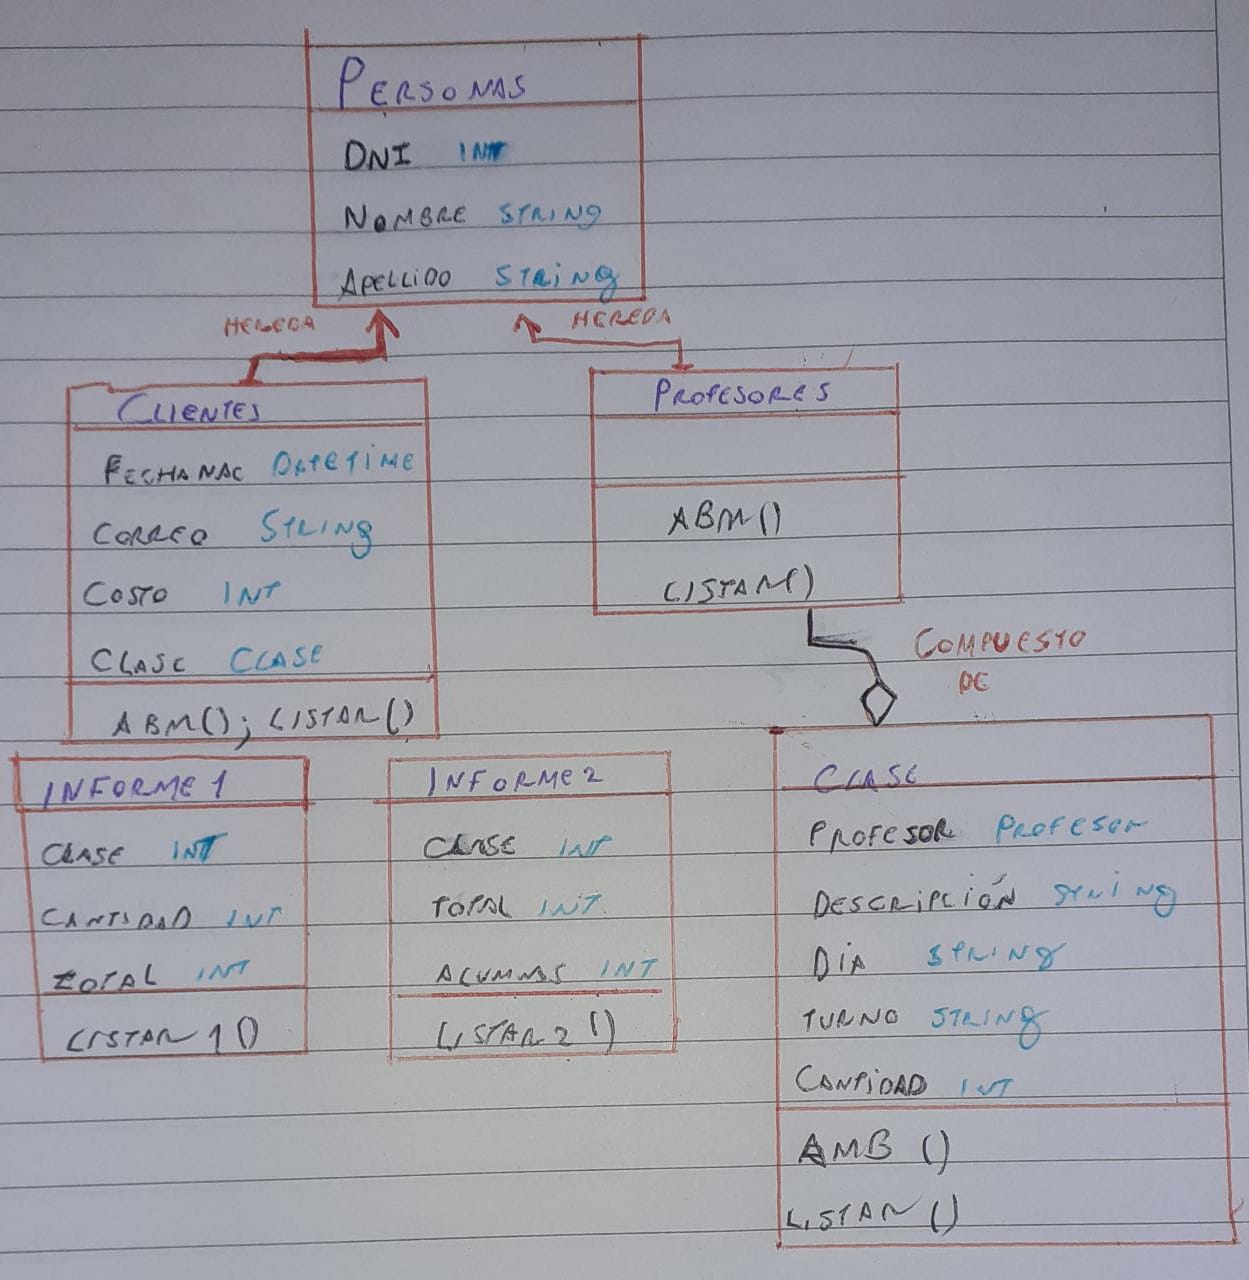 PERSONAS
DNI INT
NOMBRE STRING
APELLIDO STRING
HEREDA
HEREDA
CLIENTES
FECHANAC DATETIME
CORREO STRING
COSTO INT
CLASE CLASE
ABM(); LISTAR()
PROFESORES
ABM()
LISTAR()
COMPUESTO
DE
INFORME 1
CLASE INT
CANTIDAD INT
TOTAL INT
LISTAR 1()
INFORME 2
CLASE INT
TOTAL INT
ALUMNOS INT
LISTAR 2()
CLASE
PROFESOR PROFESOR
DESCRIPCIÓN STRING
DÍA STRING
TURNO STRING
CANTIDAD INT
AMB ()
LISTAR ()